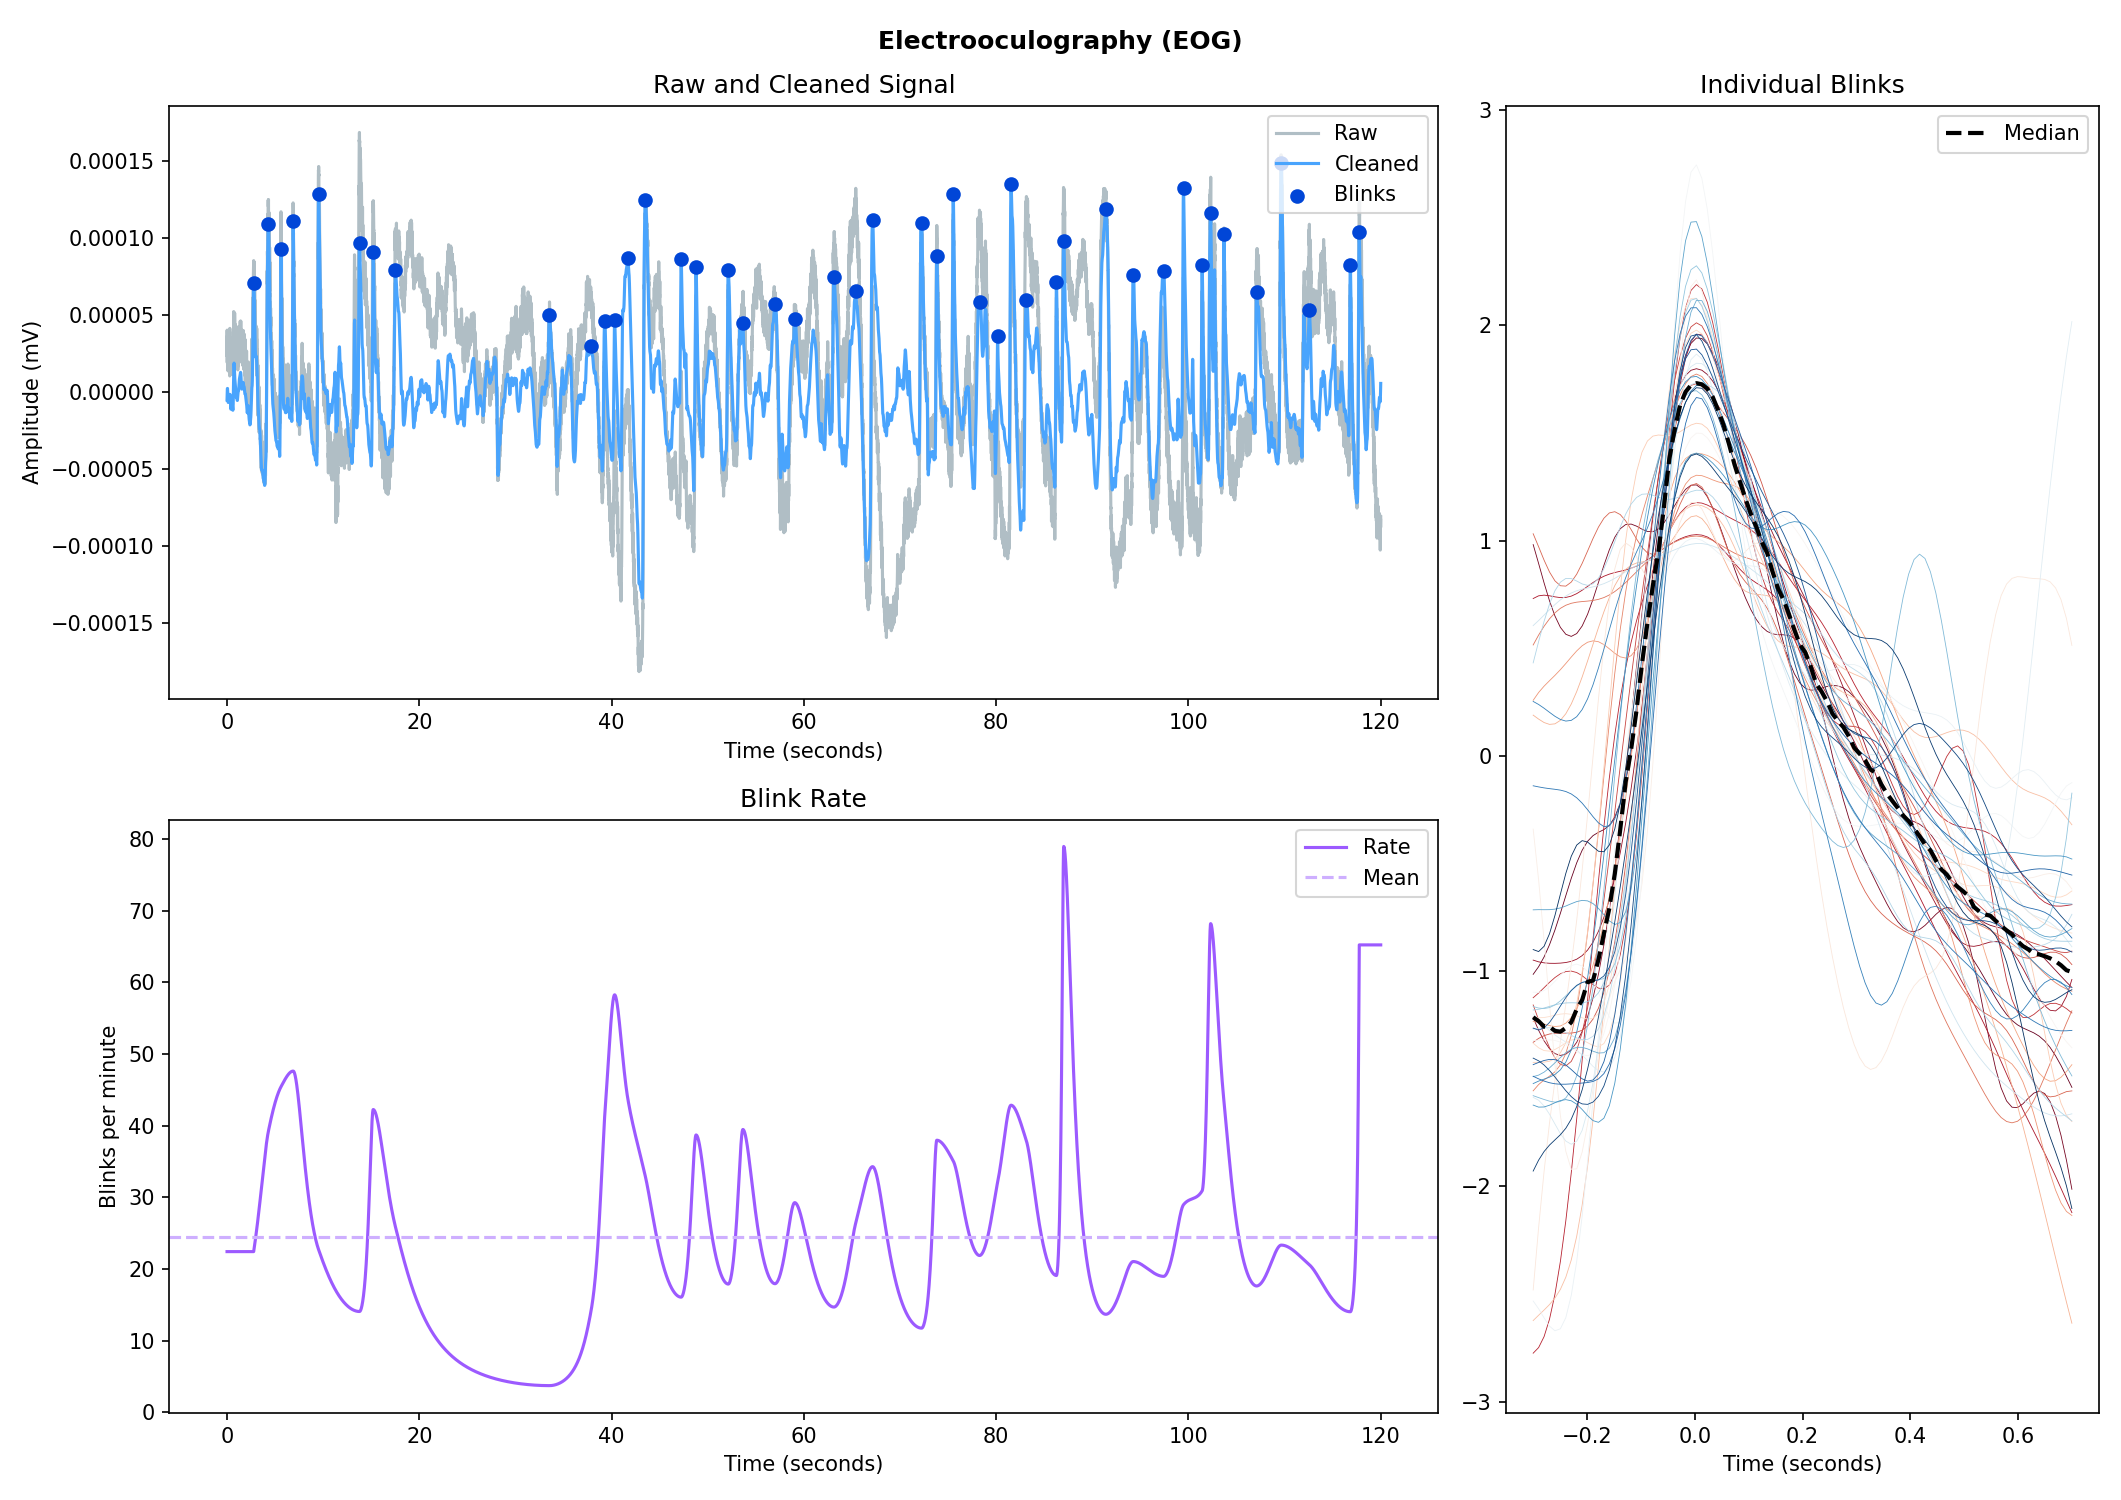 Electrooculography (EOG)
Raw and Cleaned Signal
Raw
Cleaned
Blinks
Amplitude (mV)
0.00015
0.00010
0.00005
0.00000
−0.00005
−0.00010
−0.00015
0 20 40 60 80 100 120
Time (seconds)
Blink Rate
Rate
Mean
Blinks per minute
80
70
60
50
40
30
20
10
0
0 20 40 60 80 100 120
Time (seconds)
Individual Blinks
Median
3
2
1
0
−1
−2
−3
−0.2 0.0 0.2 0.4 0.6
Time (seconds)